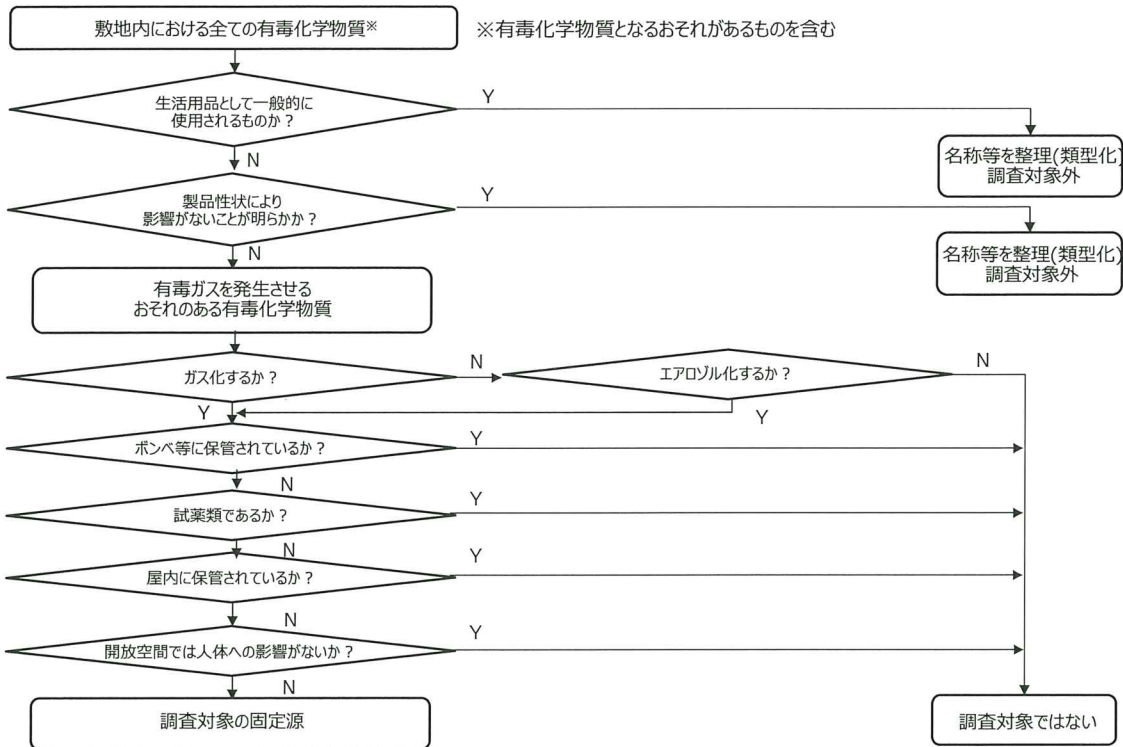 敷地内における全ての有毒化学物質※
※有毒化学物質となるおそれがあるものを含む
生活用品として一般的に
使用されるものか？
Y
N
名称等を整理(類型化)
調査対象外
製品性状により
影響がないことが明らかか？
Y
N
名称等を整理(類型化)
調査対象外
有毒ガスを発生させる
おそれのある有毒化学物質
ガス化するか？
N
エアロゾル化するか？
N
Y
Y
ボンベ等に保管されているか？
Y
N
試薬類であるか？
Y
N
屋内に保管されているか？
Y
N
開放空間では人体への影響がないか？
Y
N
調査対象の固定源
調査対象ではない